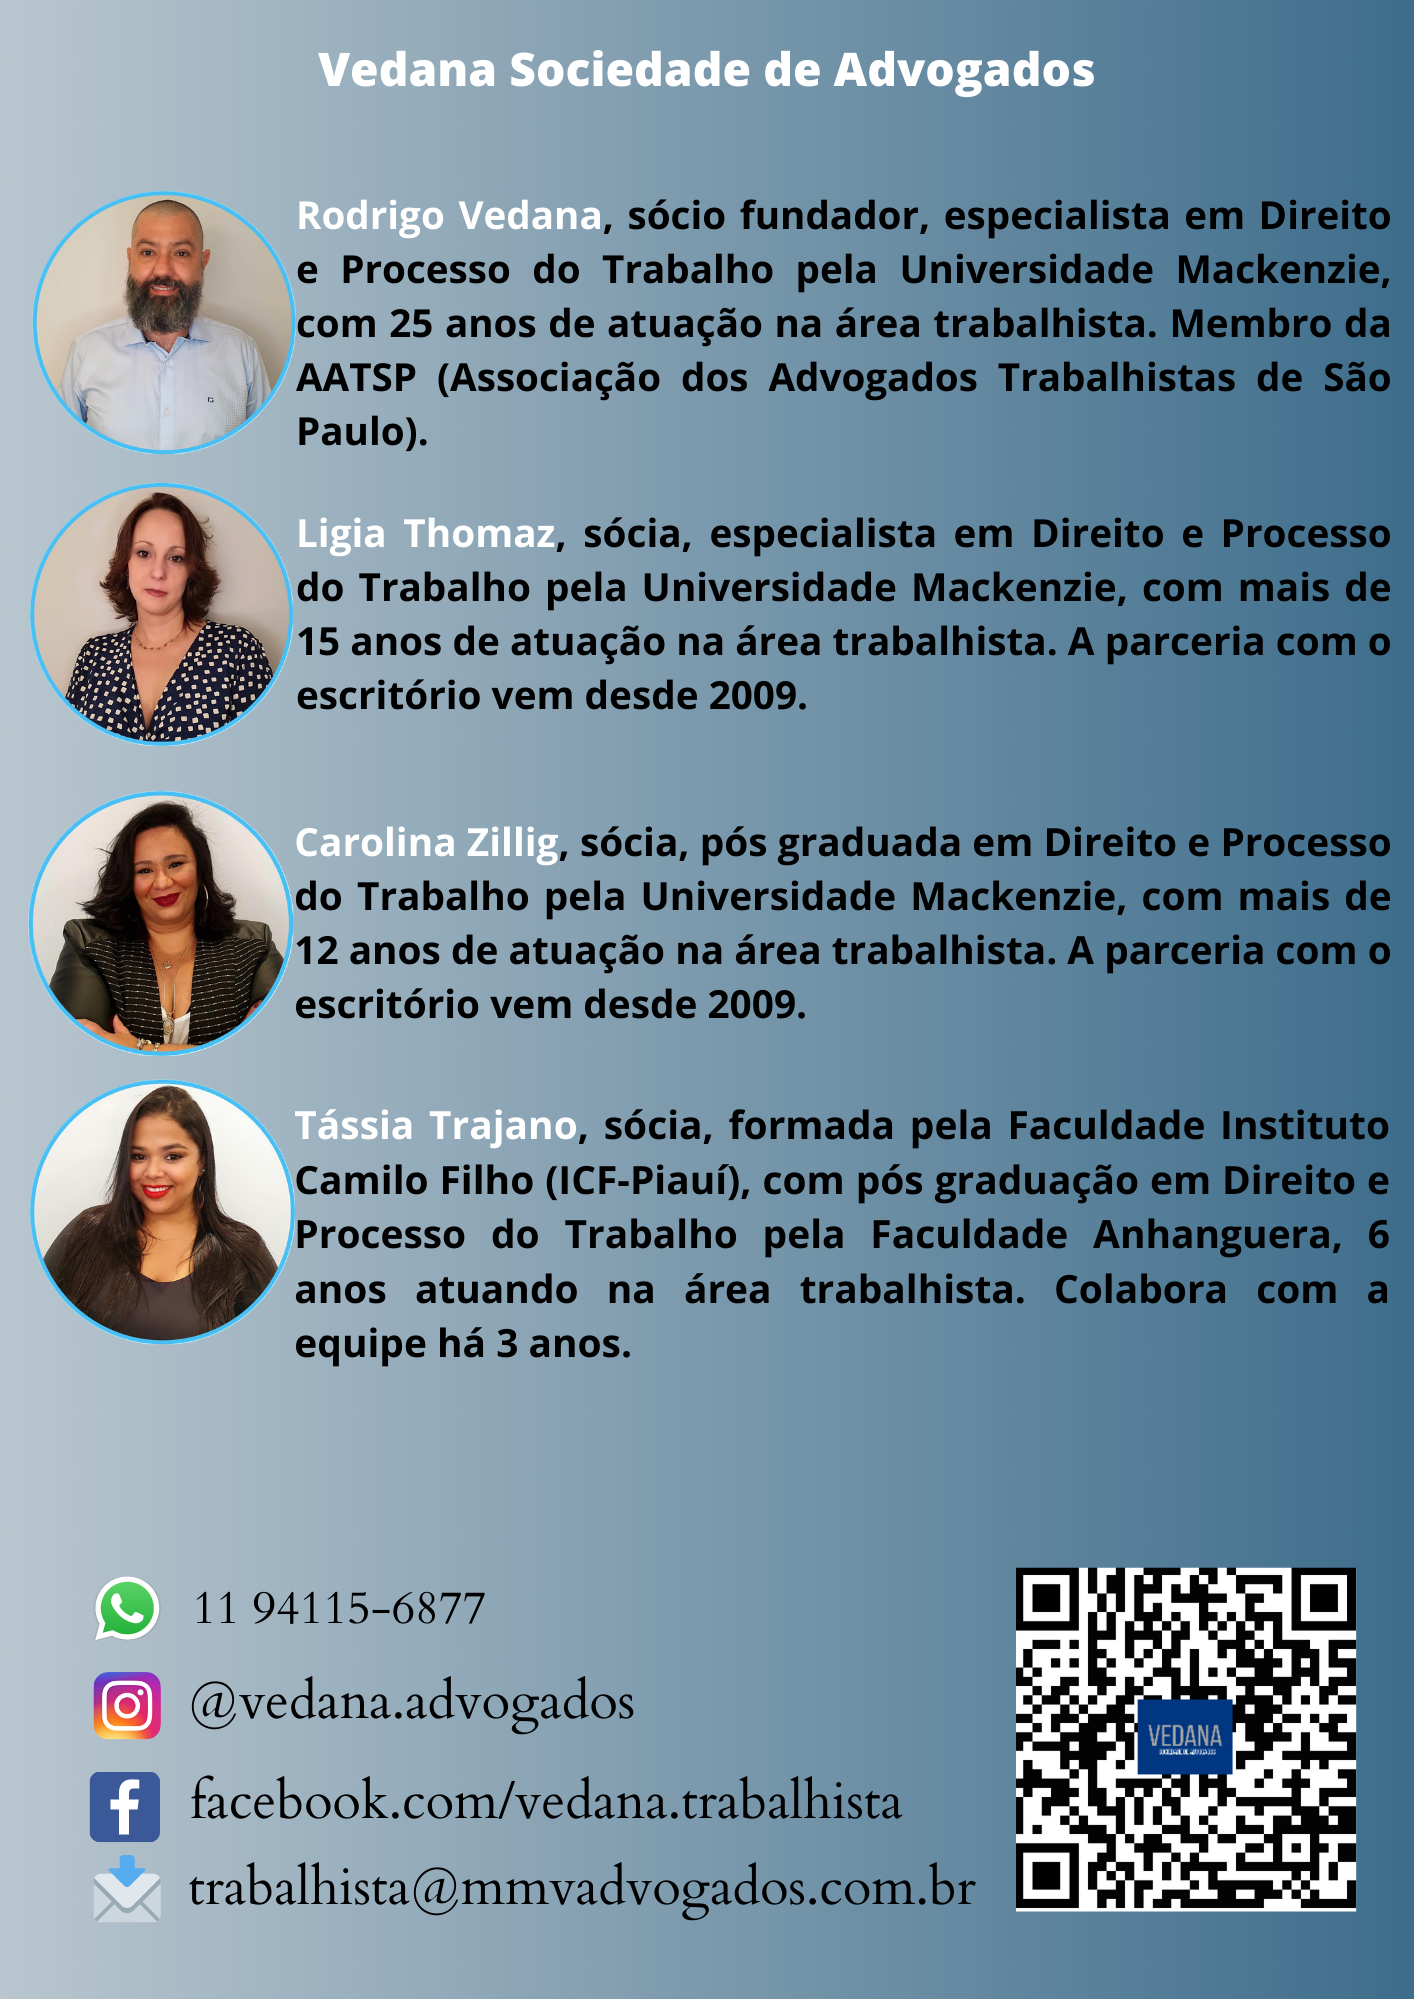 Vedana Sociedade de Advogados
Rodrigo Vedana, sócio fundador, especialista em Direito
e Processo do Trabalho pela Universidade Mackenzie,
com 25 anos de atuação na área trabalhista. Membro da
AATSP (Associação dos Advogados Trabalhistas de São
Paulo).
Ligia Thomaz, sócia, especialista em Direito e Processo
do Trabalho pela Universidade Mackenzie, com mais de
15 anos de atuação na área trabalhista. A parceria com o
escritório vem desde 2009.
Carolina Zillig, sócia, pós graduada em Direito e Processo
do Trabalho pela Universidade Mackenzie, com mais de
12 anos de atuação na área trabalhista. A parceria com o
escritório vem desde 2009.
Tássia Trajano, sócia, formada pela Faculdade Instituto
Camilo Filho (ICF-Piauí), com pós graduação em Direito e
Processo do Trabalho pela Faculdade Anhanguera, 6
anos atuando na área trabalhista. Colabora com a
equipe há 3 anos.
11 94115-6877
@vedana.advogados
facebook.com/vedana.trabalhista
trabalhista@mmvadvogados.com.br
VEDANA
SOCIEDADE DE ADVOGADOS